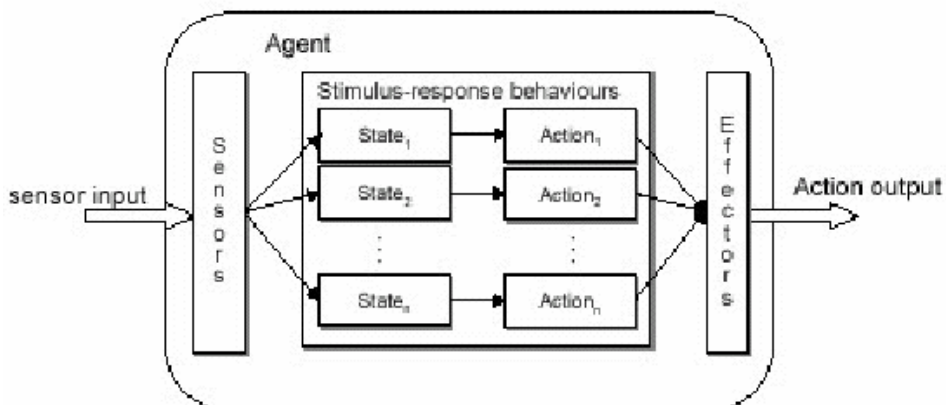 Agent
Stimulus-response behaviours
Sensors
State₁
Action₁
Effectors
sensor input
State₂
Action₂
Action output
Stateₙ
Actionₙ